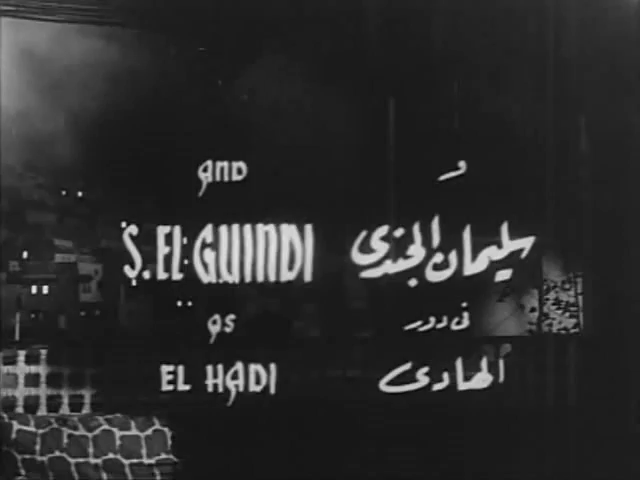 AND
و
S. EL-GUINDI
سليمان الجندى
as
فى دور
EL HADI
الهادى